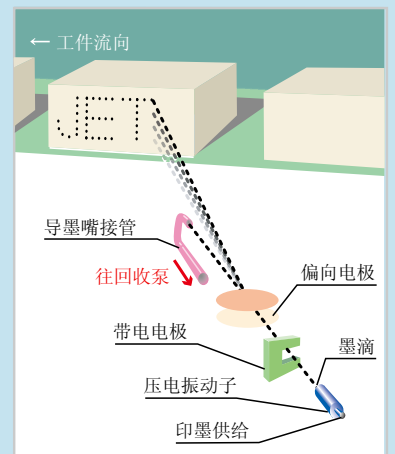 ← 工件流向
JET
导墨嘴接管
往回收泵
偏向电极
带电电极
墨滴
压电振动子
印墨供给